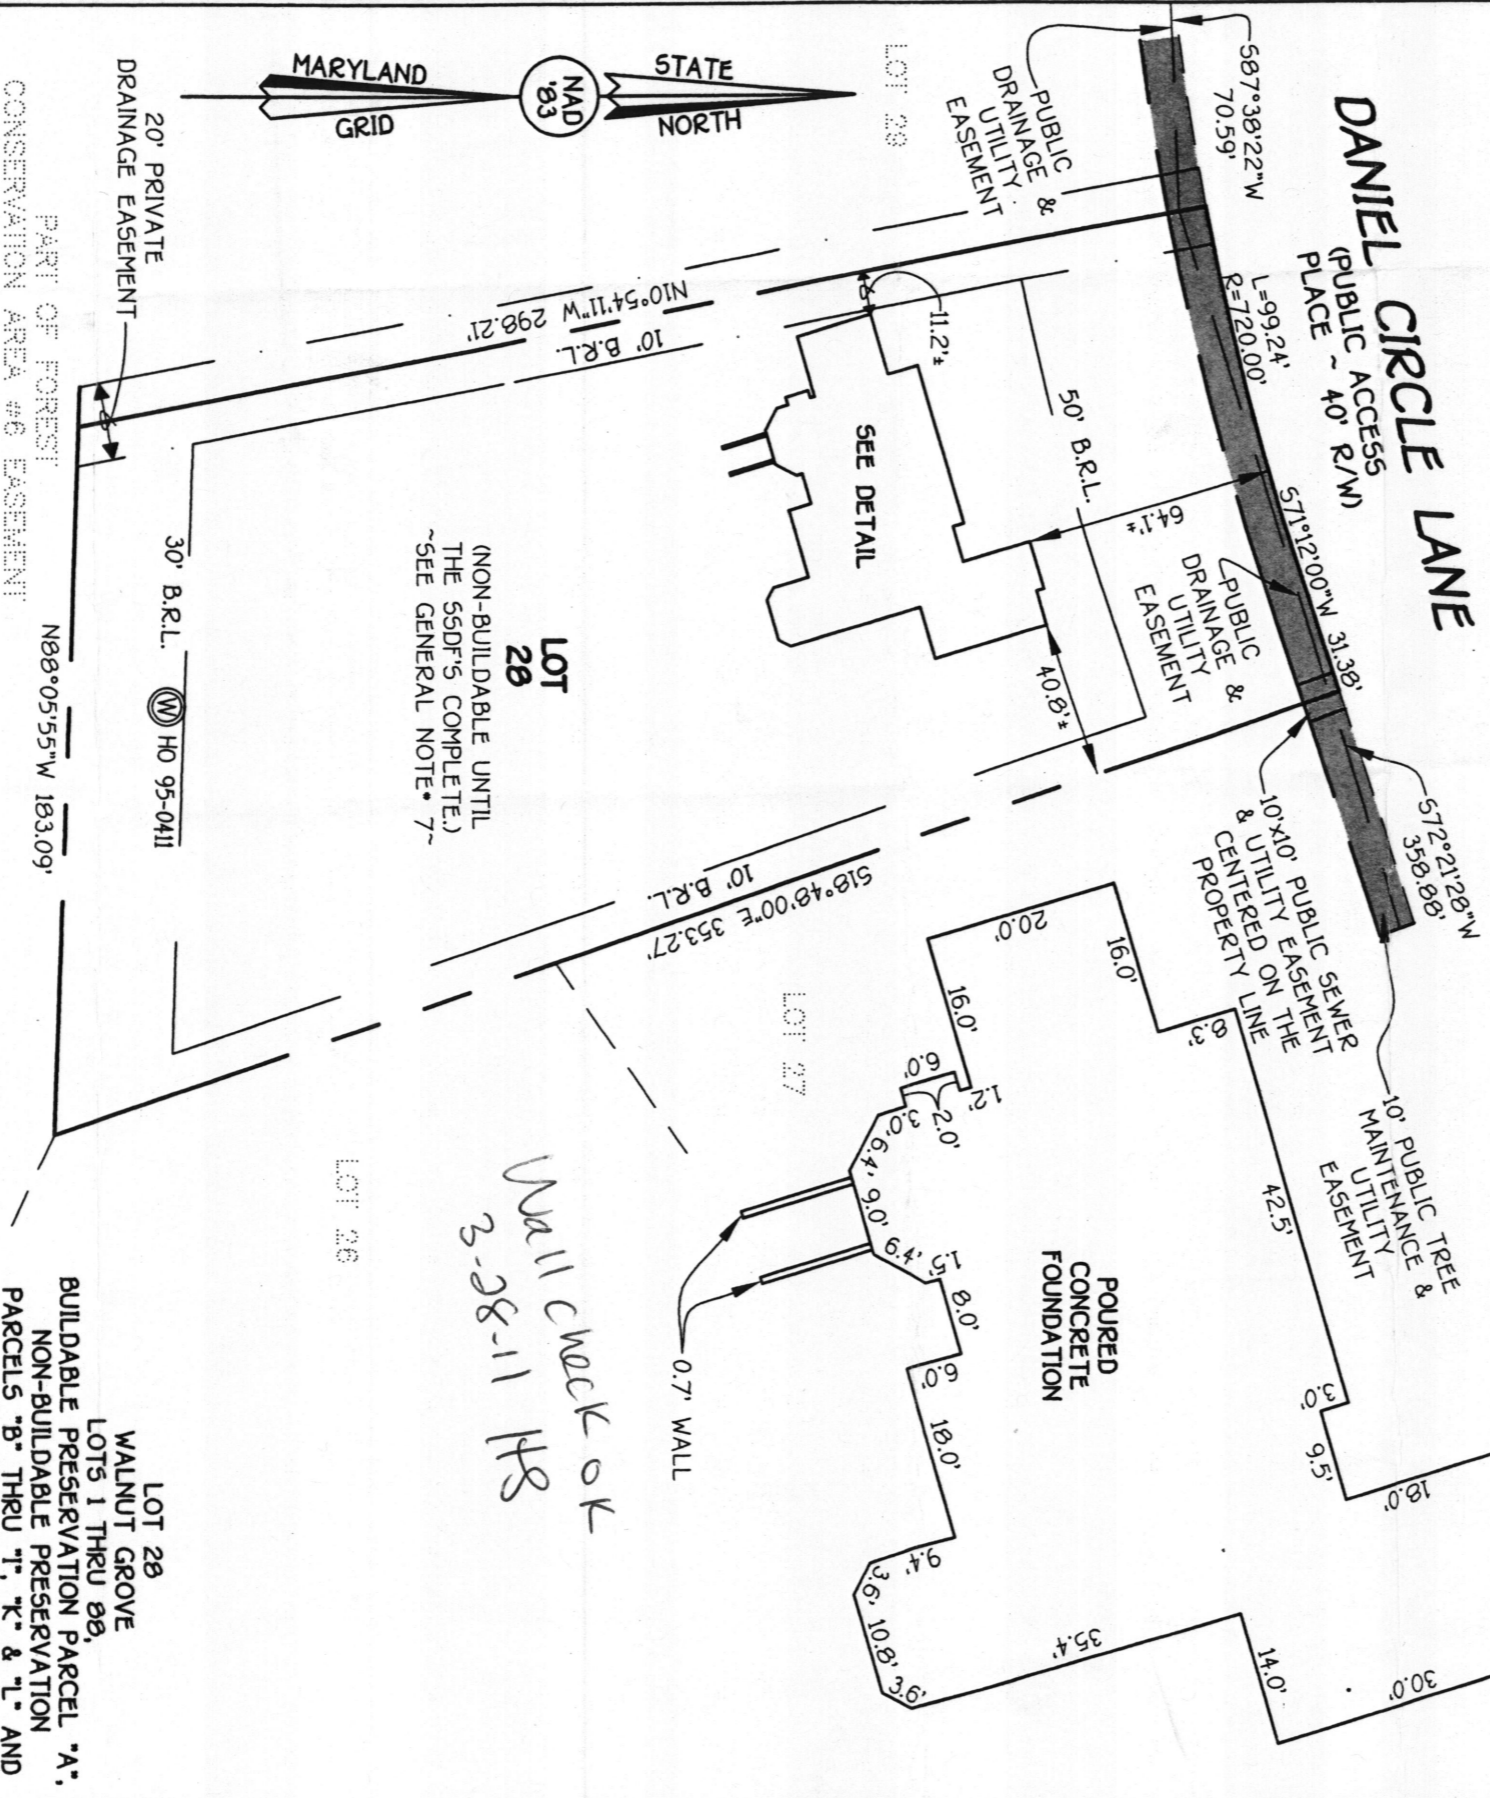 DANIEL CIRCLE LANE
(PUBLIC ACCESS
PLACE ~ 40' R/W)
S87°38'22"W
70.59'
L=99.24'
R=720.00'
S71°12'00"W 31.38'
S72°21'28"W
358.88'
PUBLIC
DRAINAGE &
UTILITY
EASEMENT
PUBLIC
DRAINAGE &
UTILITY
EASEMENT
10'x10' PUBLIC SEWER
& UTILITY EASEMENT
CENTERED ON THE
PROPERTY LINE
10' PUBLIC TREE
MAINTENANCE &
UTILITY
EASEMENT
LOT 29
STATE
NORTH
NAD
'83
MARYLAND
GRID
11.2'±
50' B.R.L.
64.1'±
40.8'±
SEE DETAIL
N10°54'11"W 298.21'
10' B.R.L.
LOT
28
(NON-BUILDABLE UNTIL
THE SSDF'S COMPLETE.)
~SEE GENERAL NOTE# 7~
S18°48'00"E 353.27'
10' B.R.L.
20' PRIVATE
DRAINAGE EASEMENT
30' B.R.L.
W HO 95-0411
N88°05'55"W 183.09'
PART OF FOREST
CONSERVATION AREA #6 EASEMENT
LOT 27
LOT 26
20.0'
16.0'
8.3'
42.5'
3.0'
9.5'
18.0'
16.0'
1.2'
6.0'
2.0'
3.0'
6.4'
9.0'
6.4'
1.5'
8.0'
6.0'
18.0'
9.4'
3.6'
10.8'
3.6'
35.4'
14.0'
30.0'
POURED
CONCRETE
FOUNDATION
0.7' WALL
Wall check ok
3-28-11 HS
LOT 28
WALNUT GROVE
LOTS 1 THRU 88,
BUILDABLE PRESERVATION PARCEL "A",
NON-BUILDABLE PRESERVATION
PARCELS "B" THRU "I", "K" & "L" AND